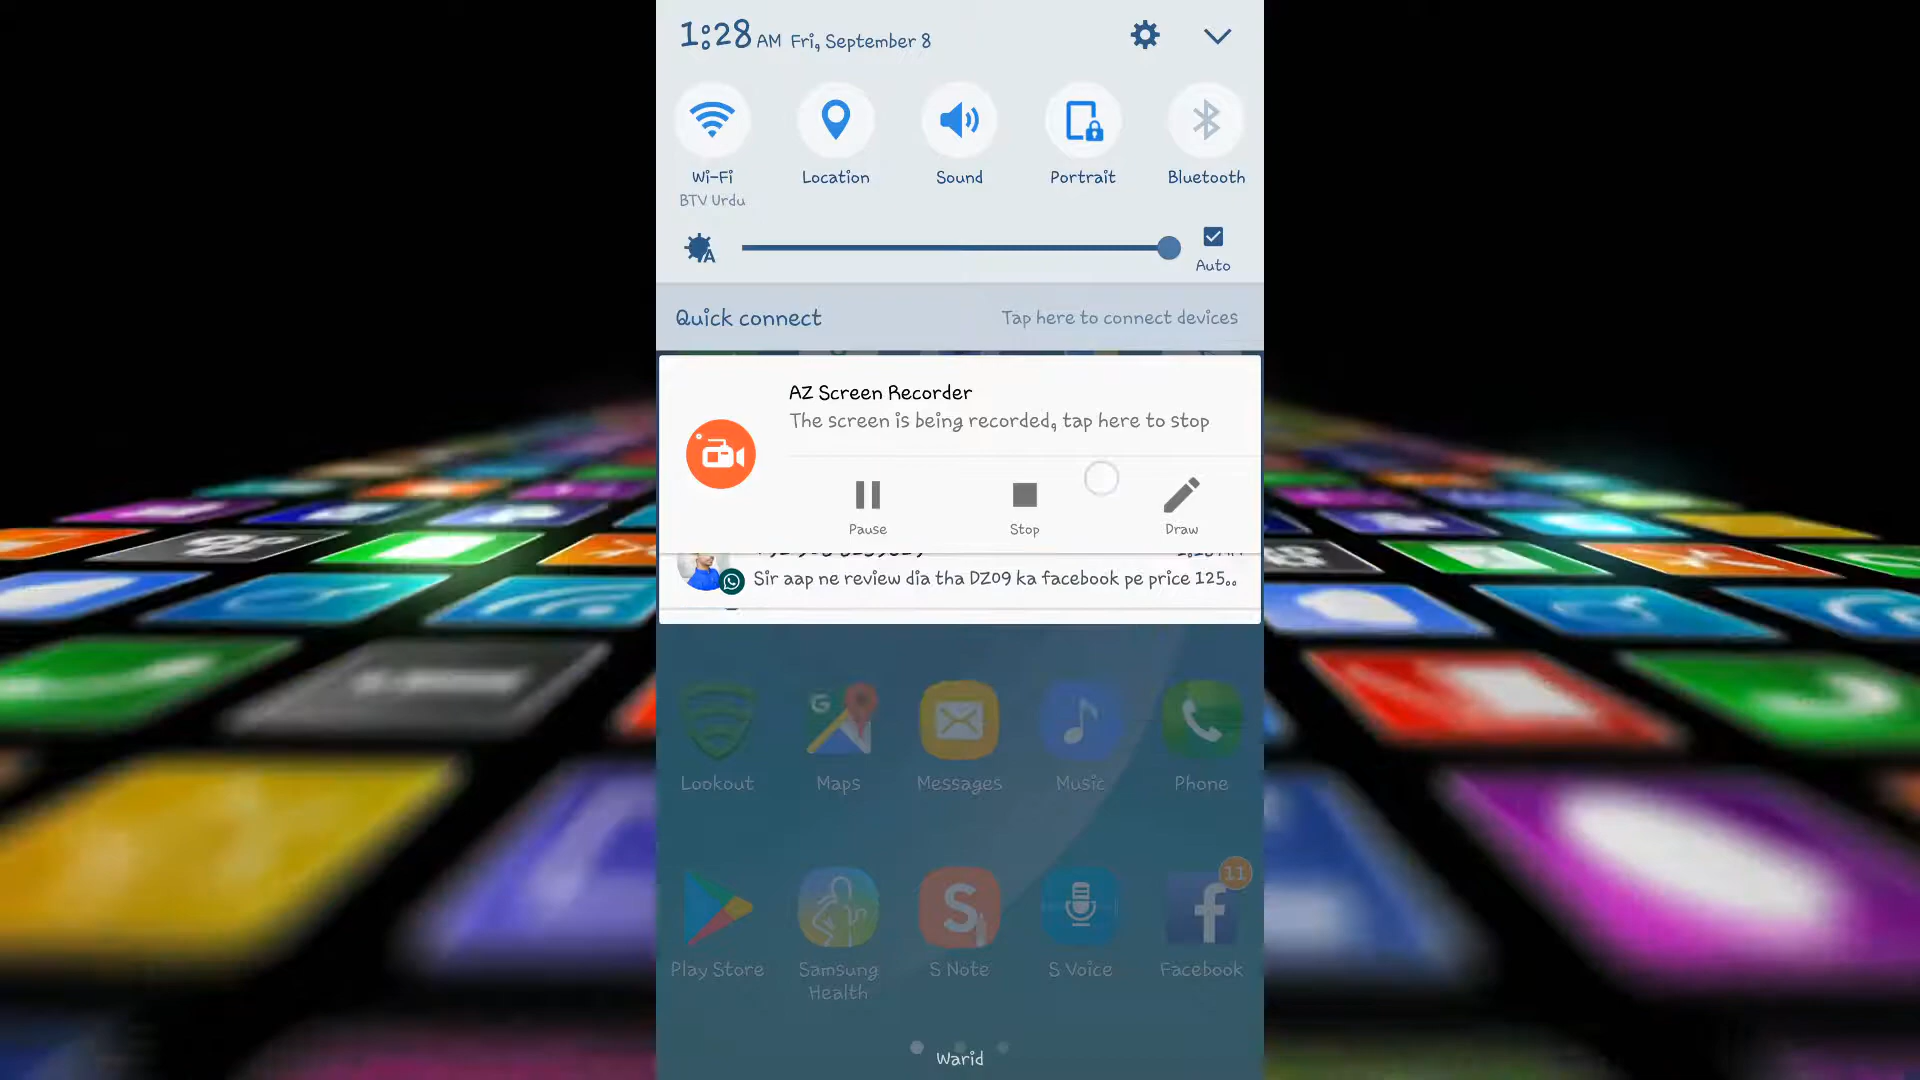 1:28 AM Fri, September 8
Wi-Fi
BTV Urdu
Location
Sound
Portrait
Bluetooth
A
Auto
Quick connect
Tap here to connect devices
AZ Screen Recorder
The screen is being recorded, tap here to stop
Pause
Stop
Draw
Sir aap ne review dia tha DZ09 ka facebook pe price 125..
G
Lookout
Maps
Messages
Music
Phone
S
11
f
Play Store
Samsung
Health
S Note
S Voice
Facebook
Warid